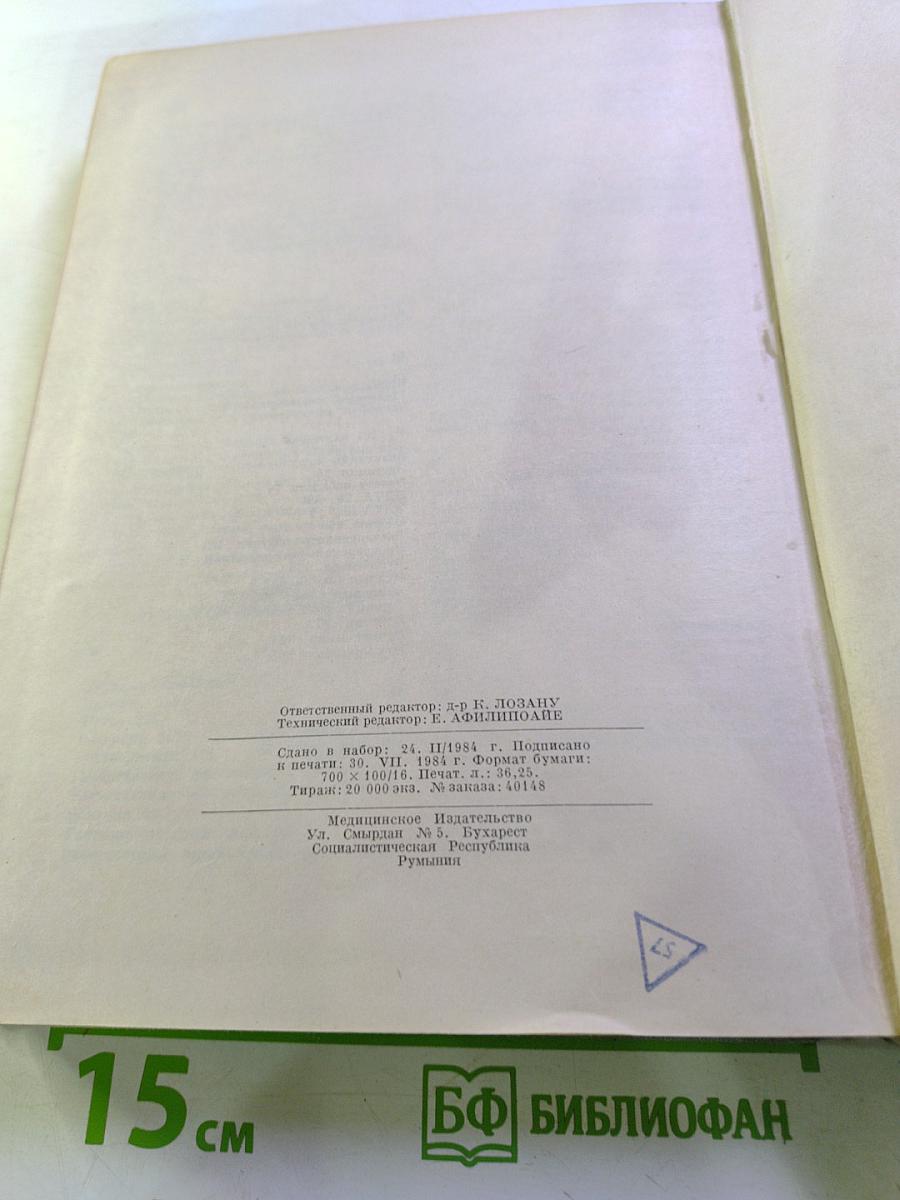 Ответственный редактор: д-р К. ЛОЗАНУ
Технический редактор: Е. АФИЛИПОАЙЕ
Сдано в набор: 24. II/1984 г. Подписано
к печати: 30. VII. 1984 г. Формат бумаги:
700 × 100/16. Печат. л.: 36,25.
Тираж: 20 000 экз. № заказа: 40148
Медицинское Издательство
Ул. Смырдан № 5. Бухарест
Социалистическая Республика
Румыния
57
15 см
БФ БИБЛИОФАН